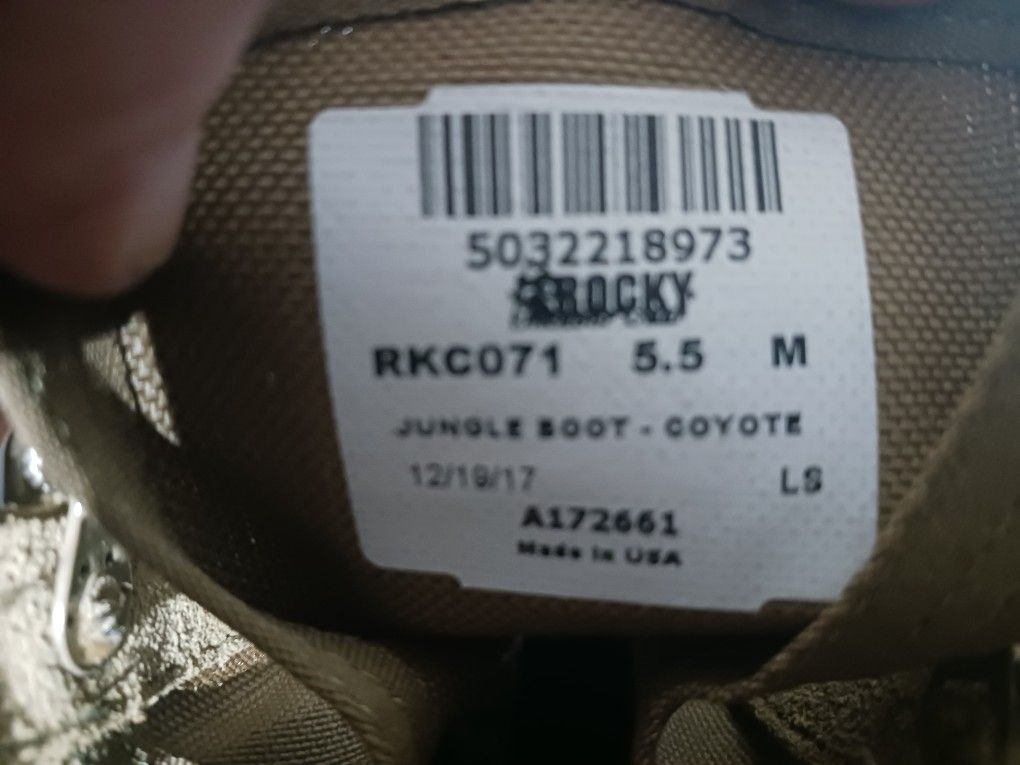 5032218973
ROCKY
RKC071 5.5 M
JUNGLE BOOT - COYOTE
12/19/17 LS
A172661
Made in USA